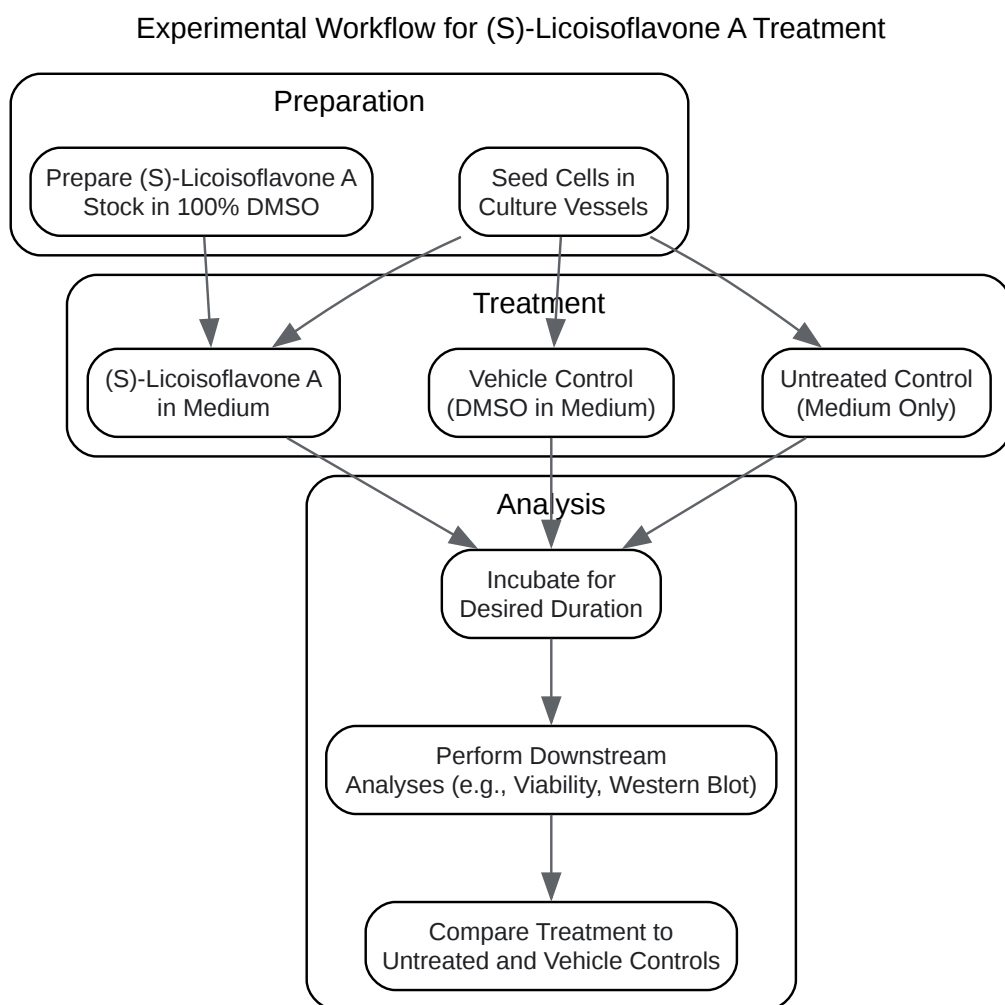 Experimental Workflow for (S)-Licoisoflavone A Treatment
Preparation
Prepare (S)-Licoisoflavone A
Stock in 100% DMSO
Seed Cells in
Culture Vessels
Treatment
(S)-Licoisoflavone A
in Medium
Vehicle Control
(DMSO in Medium)
Untreated Control
(Medium Only)
Analysis
Incubate for
Desired Duration
Perform Downstream
Analyses (e.g., Viability, Western Blot)
Compare Treatment to
Untreated and Vehicle Controls